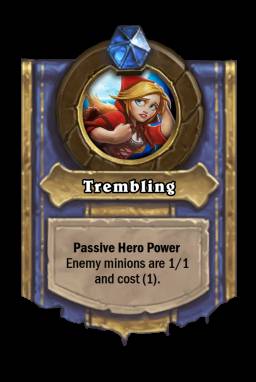 Trembling
Passive Hero Power
Enemy minions are 1/1
and cost (1).